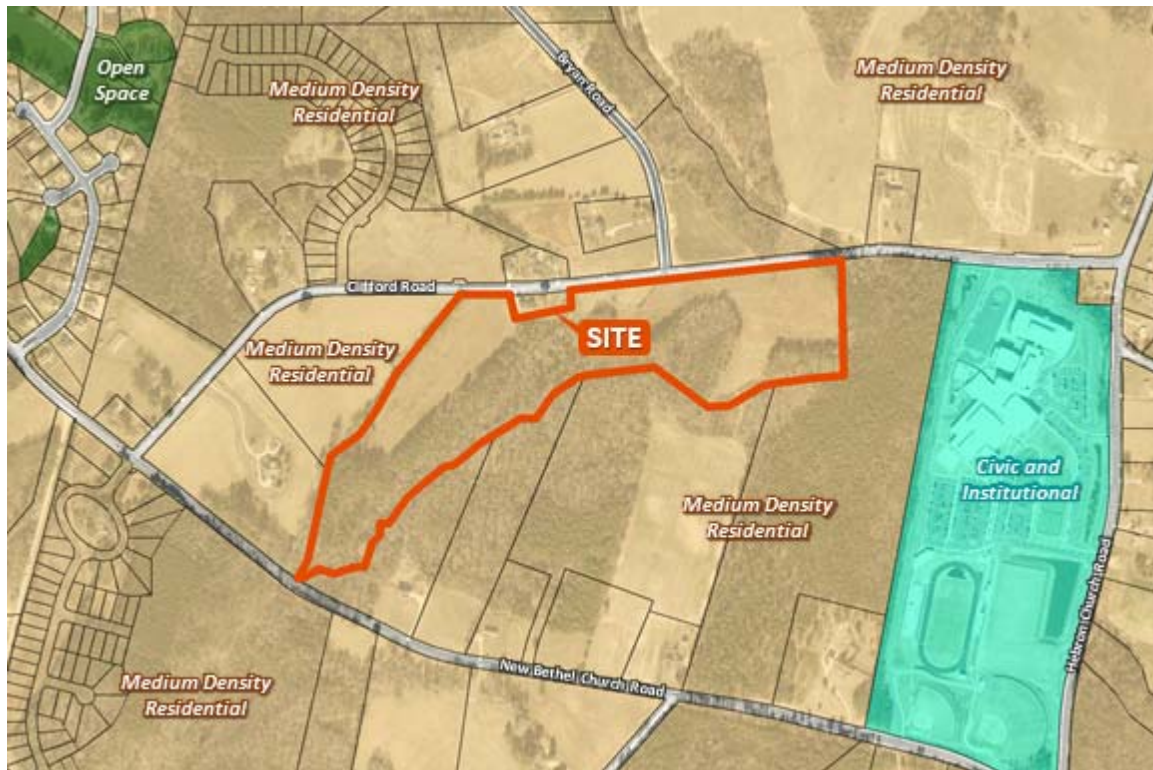 Open
Space
Medium Density
Residential
Bryan Road
Medium Density
Residential
Clifford Road
SITE
Medium Density
Residential
Civic and
Institutional
Medium Density
Residential
Hebron Church Road
New Bethel Church Road
Medium Density
Residential